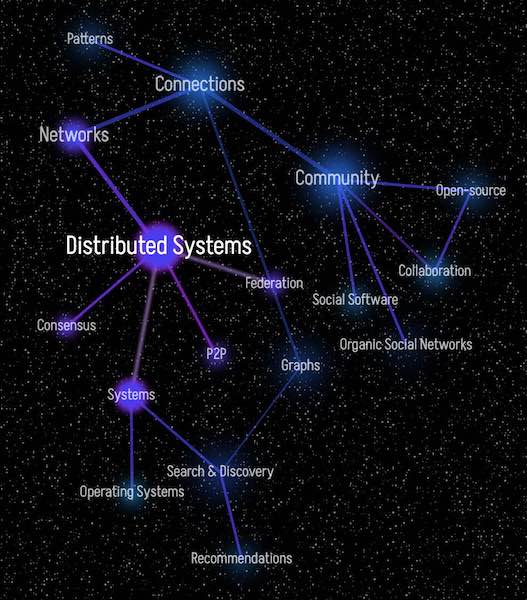 Patterns
Connections
Networks
Community
Open-source
Distributed Systems
Collaboration
Federation
Social Software
Consensus
Organic Social Networks
P2P
Graphs
Systems
Search & Discovery
Operating Systems
Recommendations